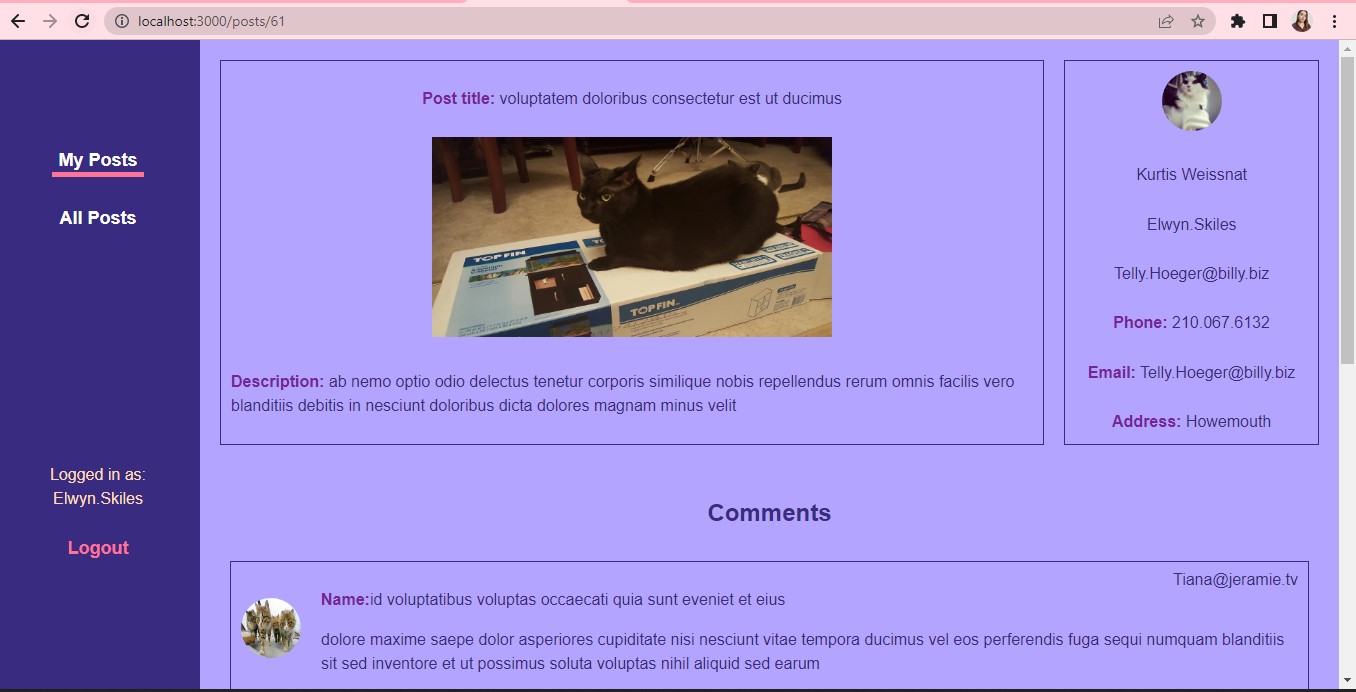 localhost:3000/posts/61
My Posts
All Posts
Logged in as:
Elwyn.Skiles
Logout
Post title: voluptatem doloribus consectetur est ut ducimus
TOP FIN
TOP FIN
Description: ab nemo optio odio delectus tenetur corporis similique nobis repellendus rerum omnis facilis vero
blanditiis debitis in nesciunt doloribus dicta dolores magnam minus velit
Kurtis Weissnat
Elwyn.Skiles
Telly.Hoeger@billy.biz
Phone: 210.067.6132
Email: Telly.Hoeger@billy.biz
Address: Howemouth
Comments
Tiana@jeramie.tv
Name:id voluptatibus voluptas occaecati quia sunt eveniet et eius
dolore maxime saepe dolor asperiores cupiditate nisi nesciunt vitae tempora ducimus vel eos perferendis fuga sequi numquam blanditiis
sit sed inventore et ut possimus soluta voluptas nihil aliquid sed earum